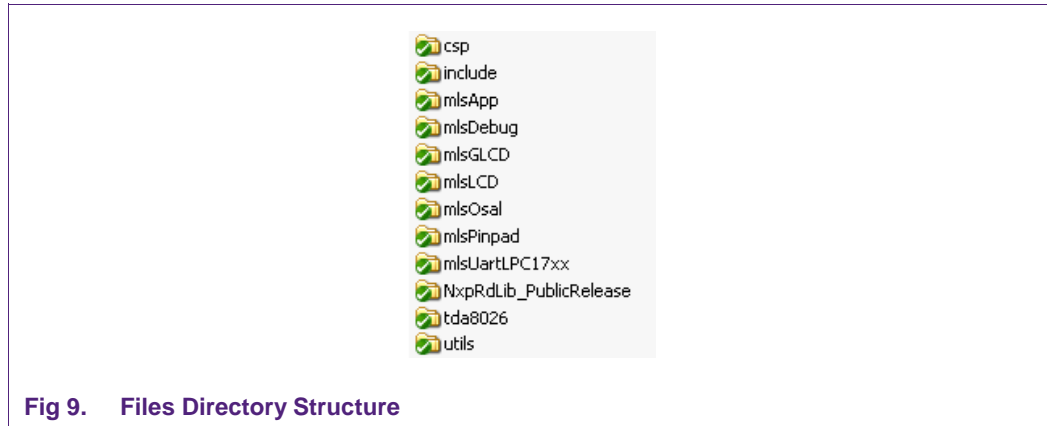 csp
include
mlsApp
mlsDebug
mlsGLCD
mlsLCD
mlsOsal
mlsPinpad
mlsUartLPC17xx
NxpRdLib_PublicRelease
tda8026
utils
Fig 9. Files Directory Structure